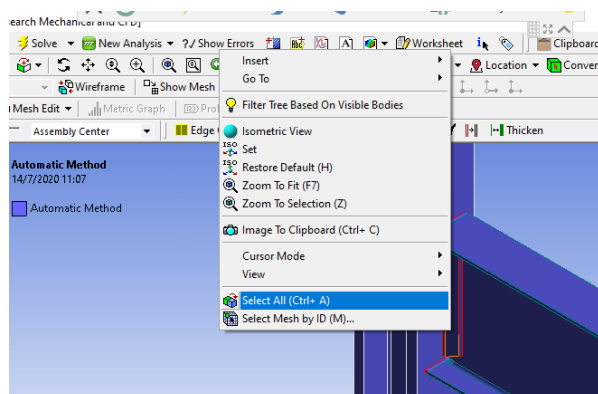 search Mechanical and CFD]
Solve New Analysis ?/ Show Errors A Worksheet Clipboard
Location Conver
Wireframe Show Mesh
Mesh Edit Metric Graph
Assembly Center Edge Thicken
Insert
Go To
Filter Tree Based On Visible Bodies
Isometric View
ISO Set
ISO Restore Default (H)
Zoom To Fit (F7)
Zoom To Selection (Z)
Image To Clipboard (Ctrl+ C)
Cursor Mode
View
Select All (Ctrl+ A)
Select Mesh by ID (M)...
Automatic Method
14/7/2020 11:07
Automatic Method